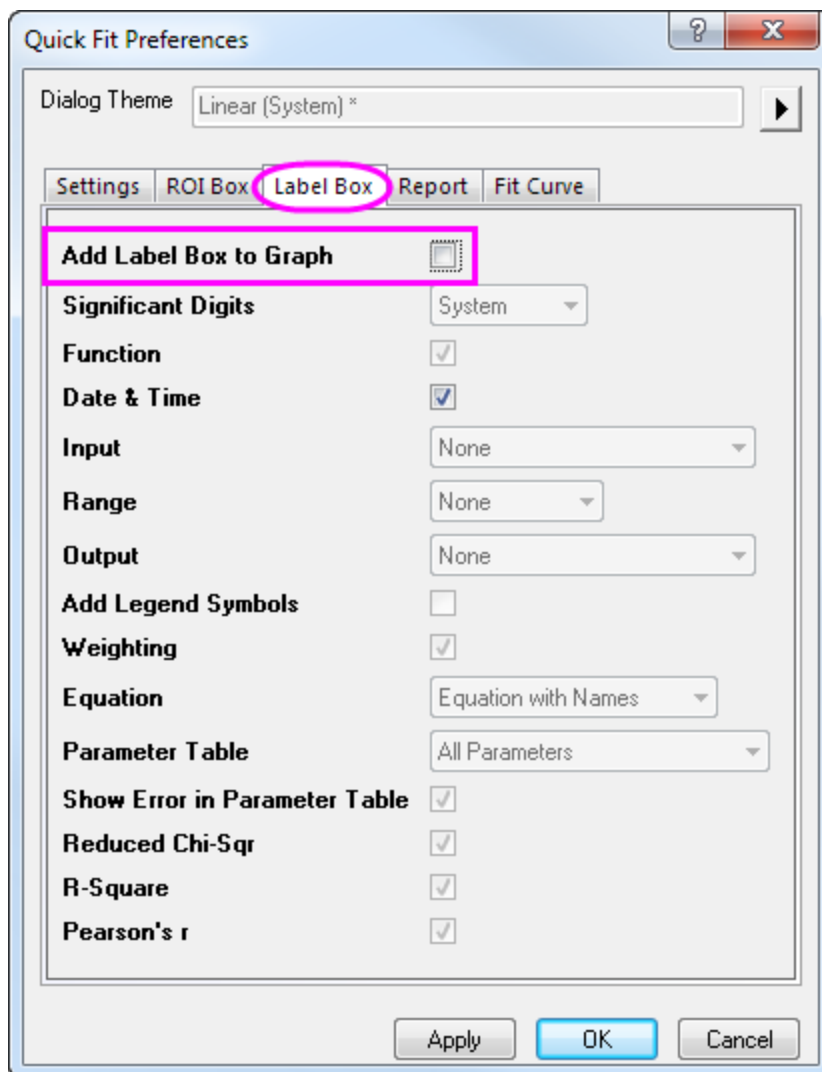 Quick Fit Preferences
Dialog Theme Linear (System) *
Settings ROI Box Label Box Report Fit Curve
Add Label Box to Graph
Significant Digits System
Function
Date & Time
Input None
Range None
Output None
Add Legend Symbols
Weighting
Equation Equation with Names
Parameter Table All Parameters
Show Error in Parameter Table
Reduced Chi-Sqr
R-Square
Pearson's r
Apply OK Cancel